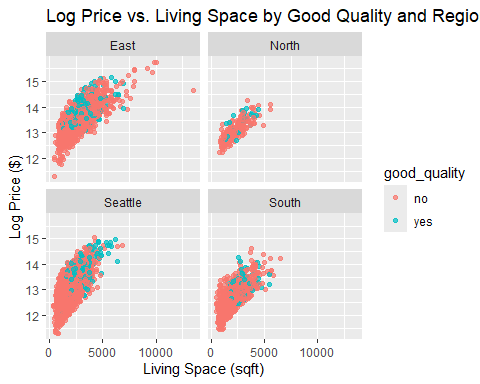 Log Price vs. Living Space by Good Quality and Regio
East
North
15
14
13
12
Seattle
South
15
14
13
12
0
5000
10000
0
5000
10000
Living Space (sqft)
Log Price ($)
good_quality
no
yes